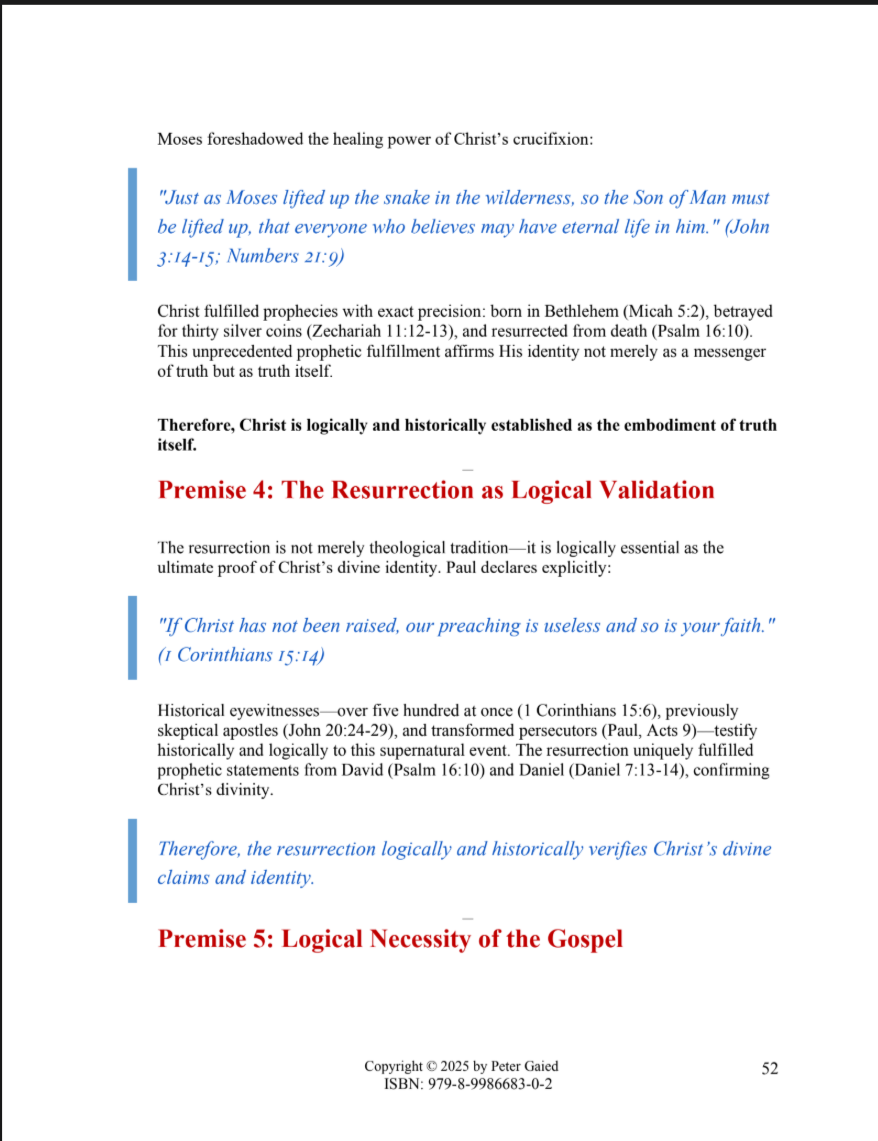 Moses foreshadowed the healing power of Christ’s crucifixion:
"Just as Moses lifted up the snake in the wilderness, so the Son of Man must
be lifted up, that everyone who believes may have eternal life in him." (John
3:14-15; Numbers 21:9)
Christ fulfilled prophecies with exact precision: born in Bethlehem (Micah 5:2), betrayed
for thirty silver coins (Zechariah 11:12-13), and resurrected from death (Psalm 16:10).
This unprecedented prophetic fulfillment affirms His identity not merely as a messenger
of truth but as truth itself.
Therefore, Christ is logically and historically established as the embodiment of truth
itself.
Premise 4: The Resurrection as Logical Validation
The resurrection is not merely theological tradition—it is logically essential as the
ultimate proof of Christ’s divine identity. Paul declares explicitly:
"If Christ has not been raised, our preaching is useless and so is your faith."
(1 Corinthians 15:14)
Historical eyewitnesses—over five hundred at once (1 Corinthians 15:6), previously
skeptical apostles (John 20:24-29), and transformed persecutors (Paul, Acts 9)—testify
historically and logically to this supernatural event. The resurrection uniquely fulfilled
prophetic statements from David (Psalm 16:10) and Daniel (Daniel 7:13-14), confirming
Christ’s divinity.
Therefore, the resurrection logically and historically verifies Christ’s divine
claims and identity.
Premise 5: Logical Necessity of the Gospel
Copyright © 2025 by Peter Gaied
ISBN: 979-8-9986683-0-2
52